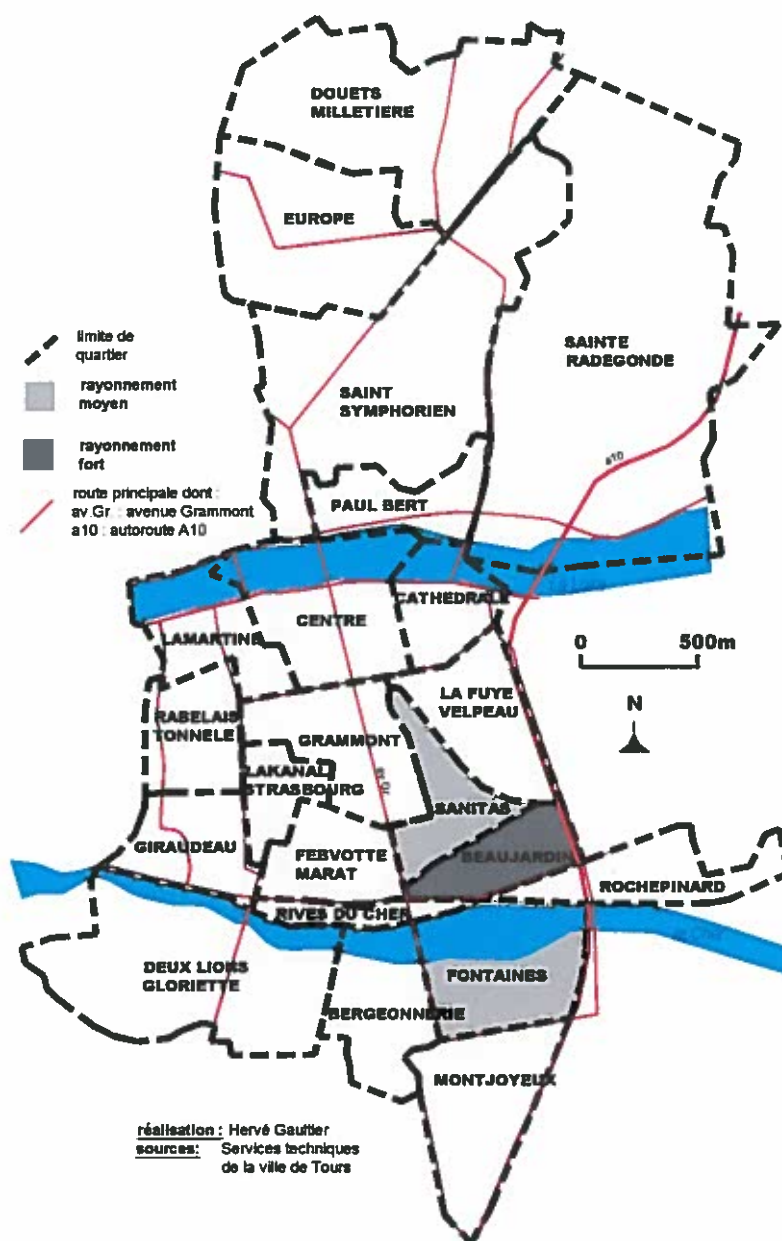 DOUETS
MILLETIERE
EUROPE
limite de
quartier
rayonnement
moyen
rayonnement
fort
route principale dont :
av.Gr : avenue Grammont
a10 : autoroute A10
SAINTE
RADEGONDE
SAINT
SYMPHORIEN
a10
PAUL BERT
CATHEDRALE
CENTRE
LAMARTINE
0 500m
N
LA FUYE
VELPEAU
RABELAIS
TONNELE
GRAMMONT
LAKANAL
STRASBOURG
SANITAS
GIRAUDEAU
FEBVOTTE
MARAT
BEAUJARDIN
ROCHEPINARD
RIVES DU CHER
DEUX LIONS
GLORIETTE
FONTAINES
BERGEONNERIE
MONTJOYEUX
réalisation : Hervé Gaultier
sources: Services techniques
de la ville de Tours